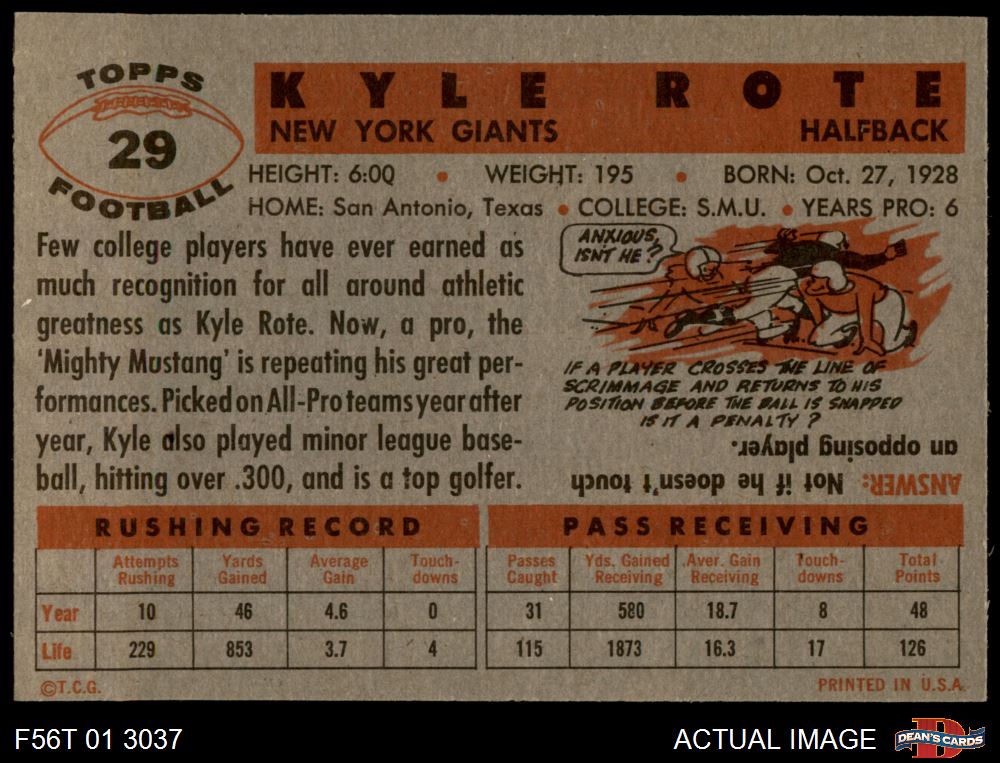 TOPPS
29
FOOTBALL
KYLE ROTE
NEW YORK GIANTS HALFBACK
HEIGHT: 6:00 • WEIGHT: 195 • BORN: Oct. 27, 1928
HOME: San Antonio, Texas • COLLEGE: S.M.U. • YEARS PRO: 6
Few college players have ever earned as
much recognition for all around athletic
greatness as Kyle Rote. Now, a pro, the
'Mighty Mustang' is repeating his great per-
formances. Picked on All-Pro teams year after
year, Kyle also played minor league base-
ball, hitting over .300, and is a top golfer.
ANXIOUS,
ISN'T HE?
IF A PLAYER CROSSES THE LINE OF
SCRIMMAGE AND RETURNS TO HIS
POSITION BEFORE THE BALL IS SNAPPED
IS IT A PENALTY?
ANSWER: Not if he doesn't touch
an opposing player.
RUSHING RECORD
Attempts Rushing Yards Gained Average Gain Touch-downs
Year 10 46 4.6 0
Life 229 853 3.7 4
PASS RECEIVING
Passes Caught Yds. Gained Receiving Aver. Gain Receiving Touch-downs Total Points
31 580 18.7 8 48
115 1873 16.3 17 126
©T.C.G. PRINTED IN U.S.A.
F56T 01 3037 ACTUAL IMAGE DEAN'S CARDS